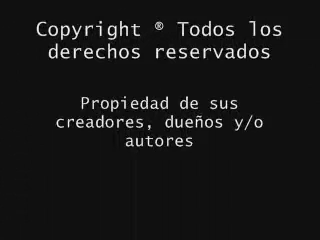 Copyright ® Todos los
derechos reservados
Propiedad de sus
creadores, dueños y/o
autores